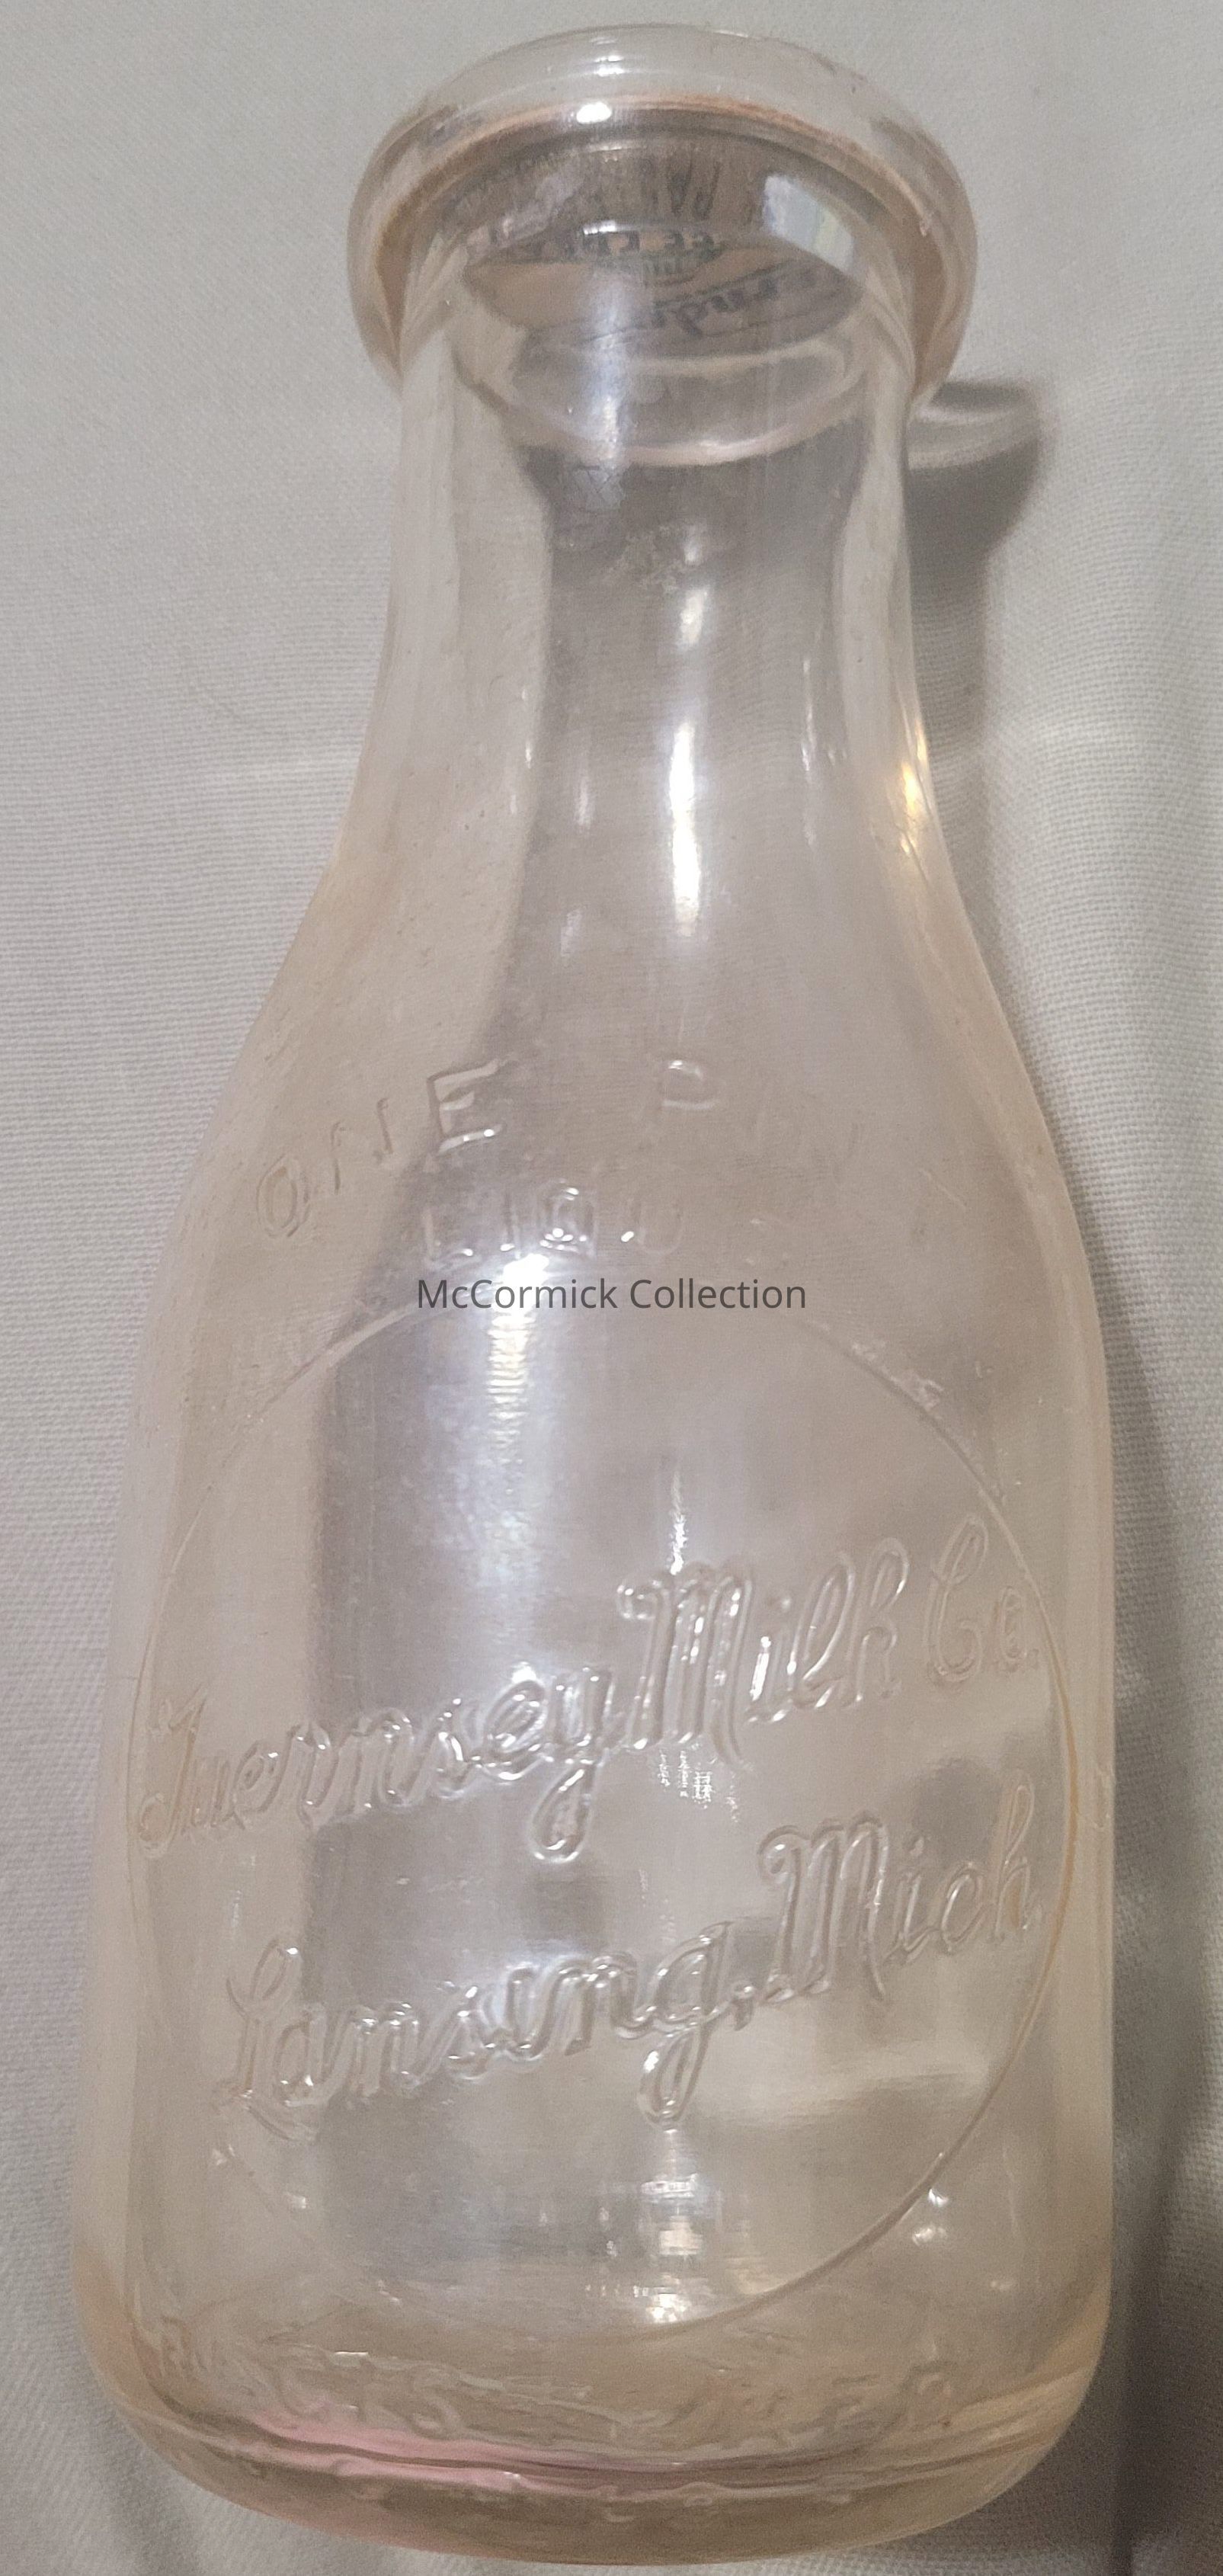 ONE PINT
LIQUID
McCormick Collection
Guernsey Milk Co.
Lansing, Mich.